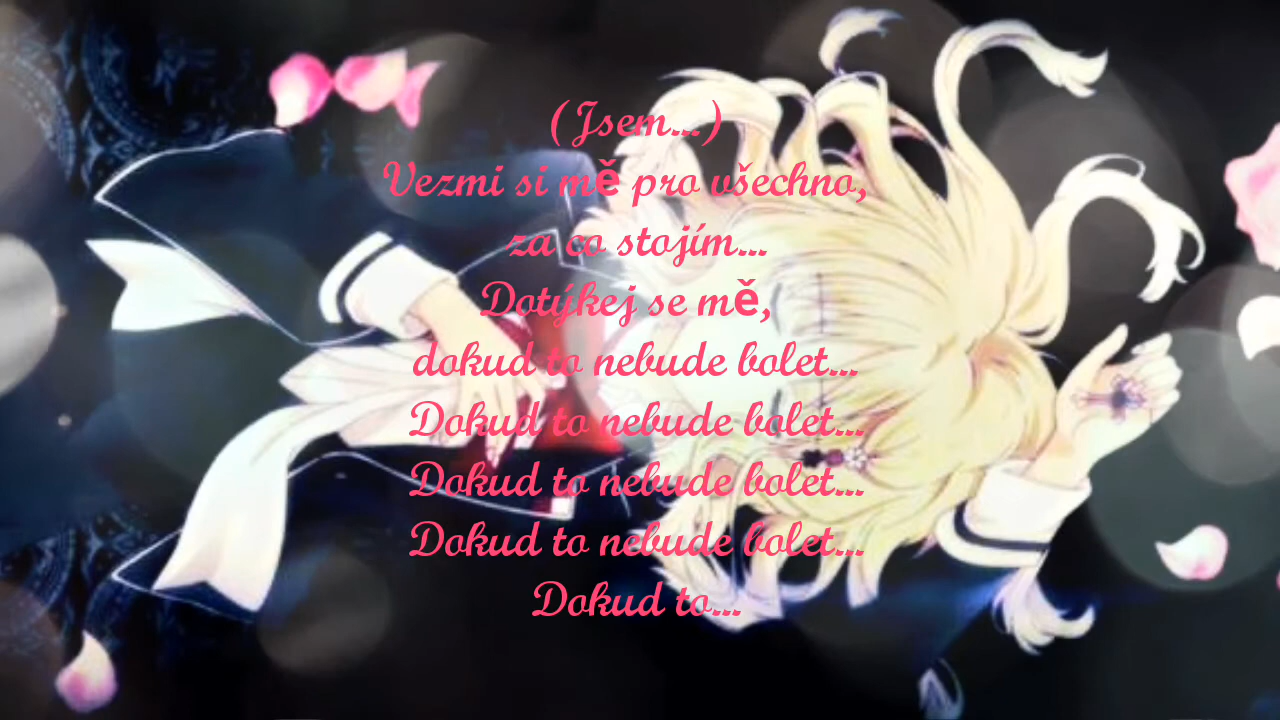 (Jsem...)
Vezmi si mě pro všechno,
za co stojím...
Dotýkej se mě,
dokud to nebude bolet...
Dokud to nebude bolet...
Dokud to nebude bolet...
Dokud to nebude bolet...
Dokud to...